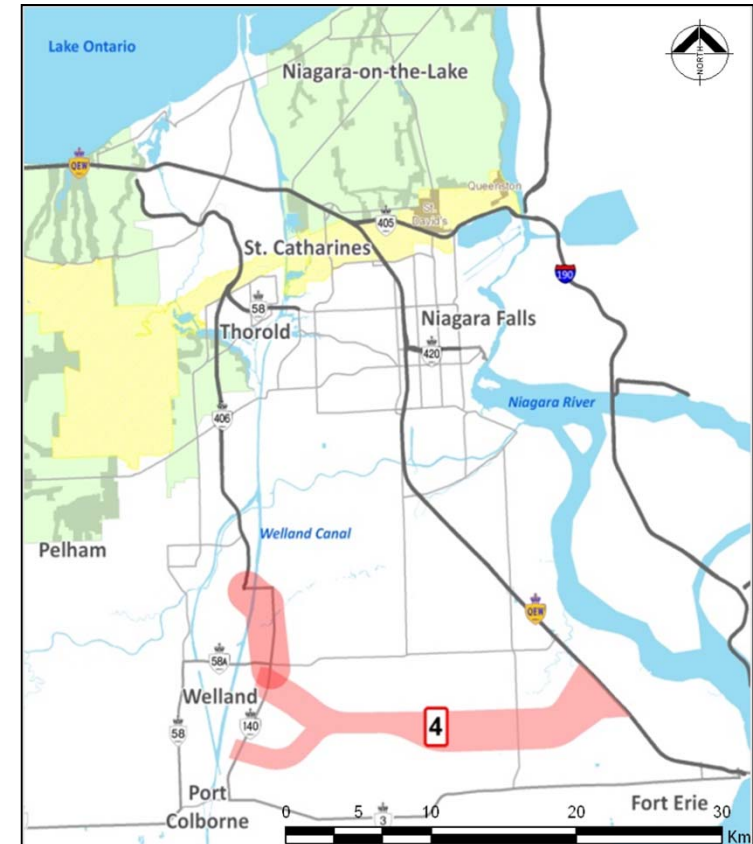 Lake Ontario
Niagara-on-the-Lake
NORTH
QEW
Queenston
St.
David's
405
St. Catharines
190
58
Thorold
Niagara Falls
420
406
Niagara River
Pelham
Welland Canal
QEW
58A
Welland
58
140
4
Port
Colborne
3
Fort Erie
0 5 10 20 30
Km